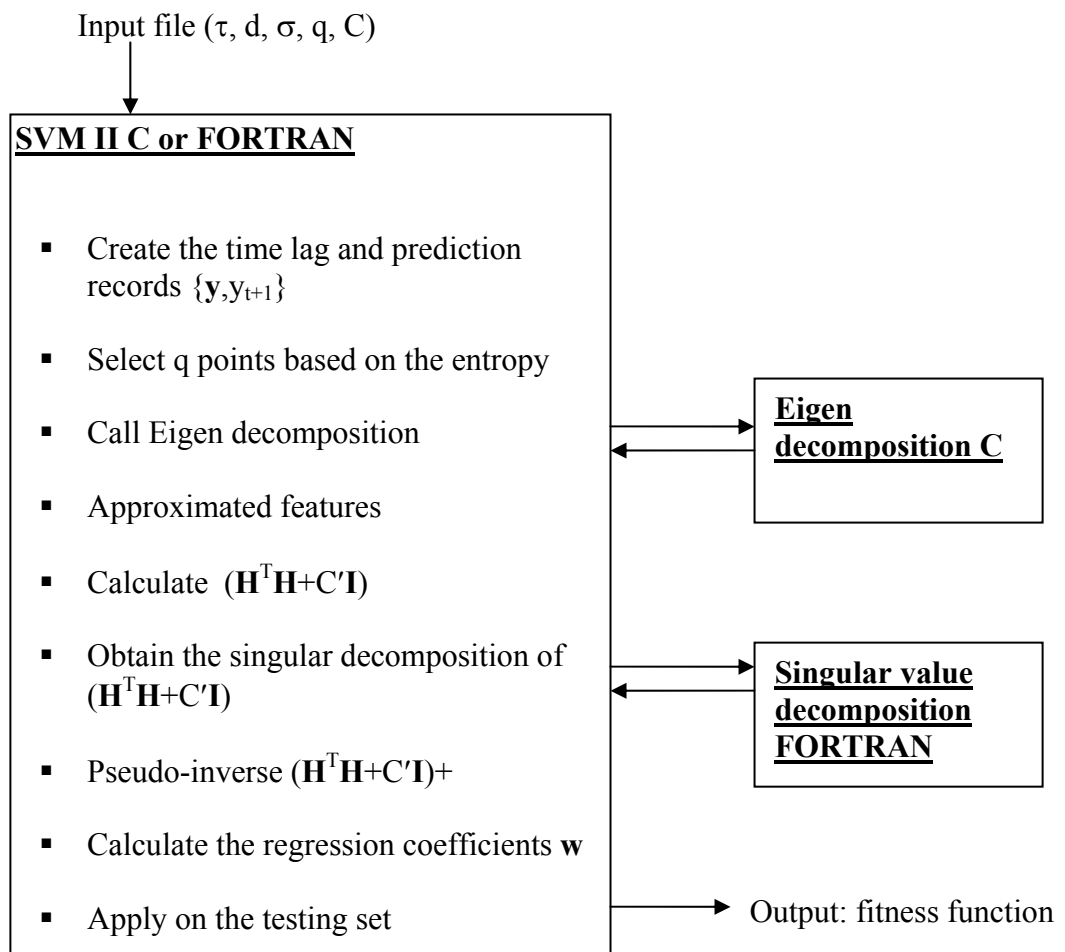 Input file (τ, d, σ, q, C)
SVM II C or FORTRAN
▪ Create the time lag and prediction
records {y,yₜ₊₁}
▪ Select q points based on the entropy
▪ Call Eigen decomposition
▪ Approximated features
▪ Calculate (HᵀH+C′I)
▪ Obtain the singular decomposition of
(HᵀH+C′I)
▪ Pseudo-inverse (HᵀH+C′I)+
▪ Calculate the regression coefficients w
▪ Apply on the testing set
Eigen
decomposition C
Singular value
decomposition
FORTRAN
Output: fitness function